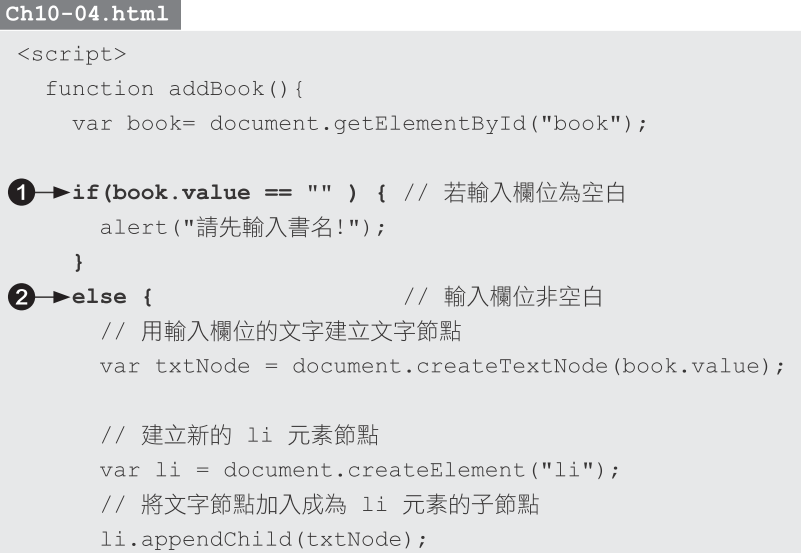 Ch10-04.html
<script>
function addBook(){
var book= document.getElementById("book");
❶ if(book.value == "" ) { // 若輸入欄位為空白
alert("請先輸入書名!");
}
❷ else { // 輸入欄位非空白
// 用輸入欄位的文字建立文字節點
var txtNode = document.createTextNode(book.value);
// 建立新的 li 元素節點
var li = document.createElement("li");
// 將文字節點加入成為 li 元素的子節點
li.appendChild(txtNode);